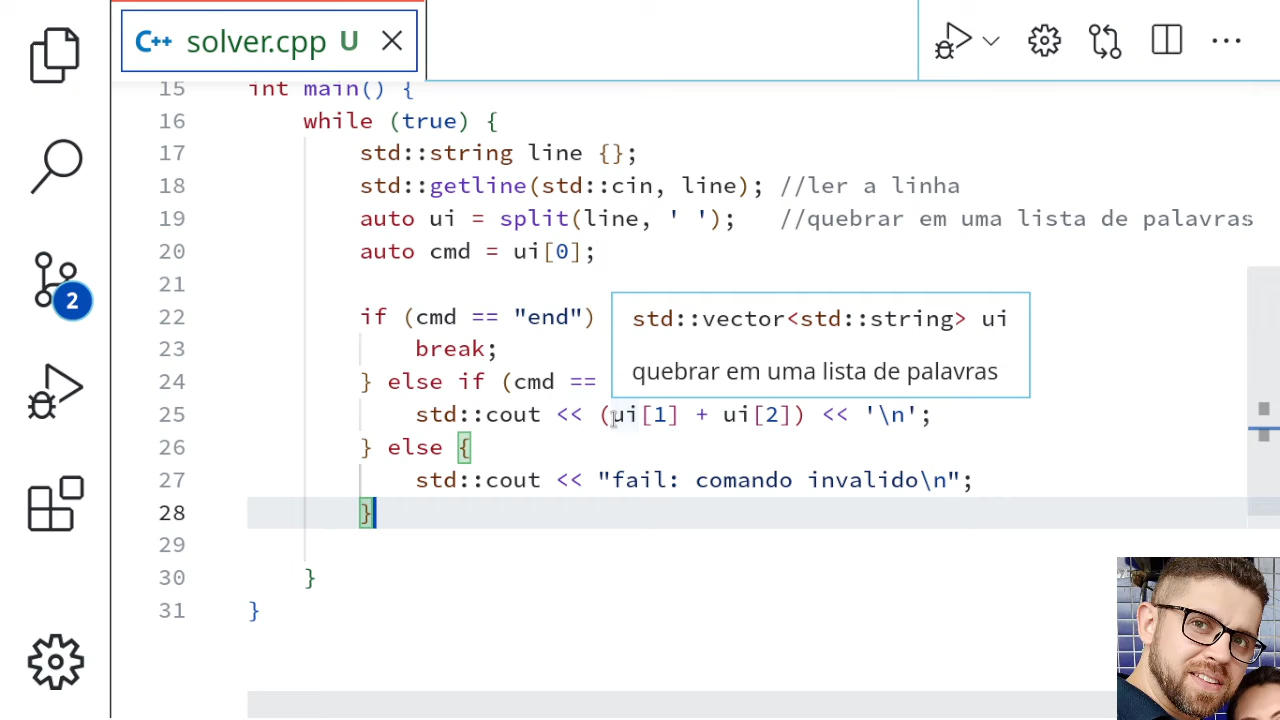 C++ solver.cpp U
15 int main() {
16 while (true) {
17 std::string line {};
18 std::getline(std::cin, line); //ler a linha
19 auto ui = split(line, ' '); //quebrar em uma lista de palavras
20 auto cmd = ui[0];
21
22 if (cmd == "end")
std::vector<std::string> ui
23 break;
quebrar em uma lista de palavras
24 } else if (cmd ==
25 std::cout << (ui[1] + ui[2]) << '\n';
26 } else {
27 std::cout << "fail: comando invalido\n";
28 }
29
30 }
31 }
2